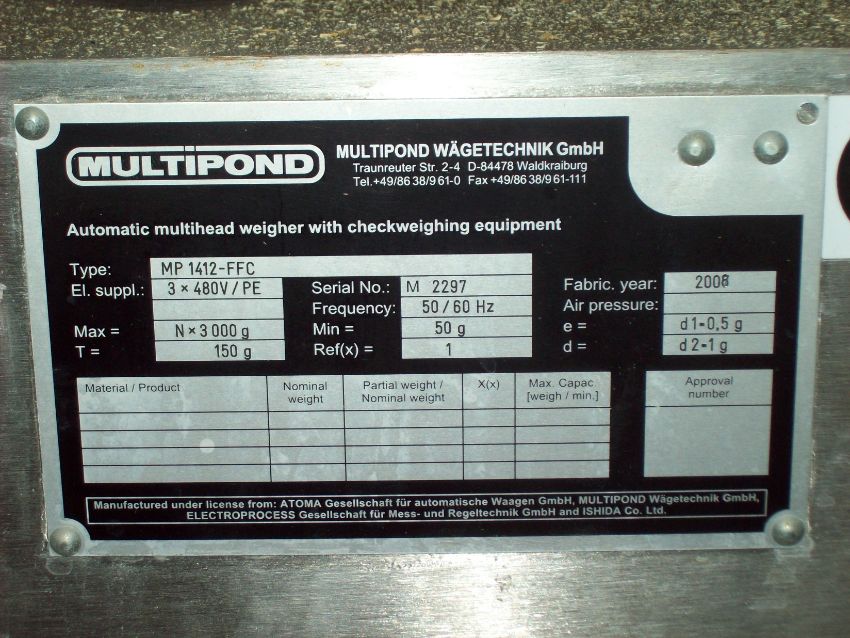 MULTIPOND
MULTIPOND WÄGETECHNIK GmbH
Traunreuter Str. 2-4 D-84478 Waldkraiburg
Tel.+49/86 38/9 61-0 Fax +49/86 38/9 61-111
Automatic multihead weigher with checkweighing equipment
Type: MP 1412-FFC
El. suppl.: 3 × 480V / PE Serial No.: M 2297 Fabric. year:
Frequency: 50 / 60 Hz Air pressure:
Max = N × 3 000 g Min = 50 g e = d1-0,5 g
T = 150 g Ref(x) = 1 d = d2-1 g
Material / Product Nominal weight Partial weight / Nominal weight X(x) Max. Capac. [weigh / min.] Approval number
Manufactured under license from: ATOMA Gesellschaft für automatische Waagen GmbH, MULTIPOND Wägetechnik GmbH,
ELECTROPROCESS Gesellschaft für Mess- und Regeltechnik GmbH and ISHIDA Co. Ltd.